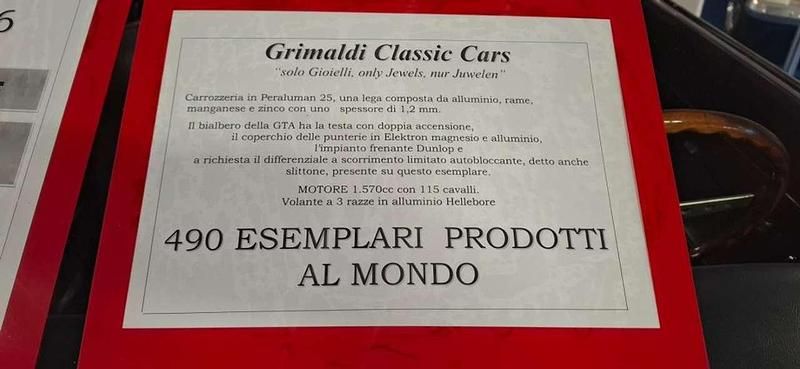 6
Grimaldi Classic Cars
"solo Gioielli, only Jewels, nur Juwelen"
Carrozzeria in Peraluman 25, una lega composta da alluminio, rame,
manganese e zinco con uno spessore di 1,2 mm.
Il bialbero della GTA ha la testa con doppia accensione,
il coperchio delle punterie in Elektron magnesio e alluminio,
l'impianto frenante Dunlop e
a richiesta il differenziale a scorrimento limitato autobloccante, detto anche
slittone, presente su questo esemplare.
MOTORE 1.570cc con 115 cavalli.
Volante a 3 razze in alluminio Hellebore
490 ESEMPLARI PRODOTTI
AL MONDO